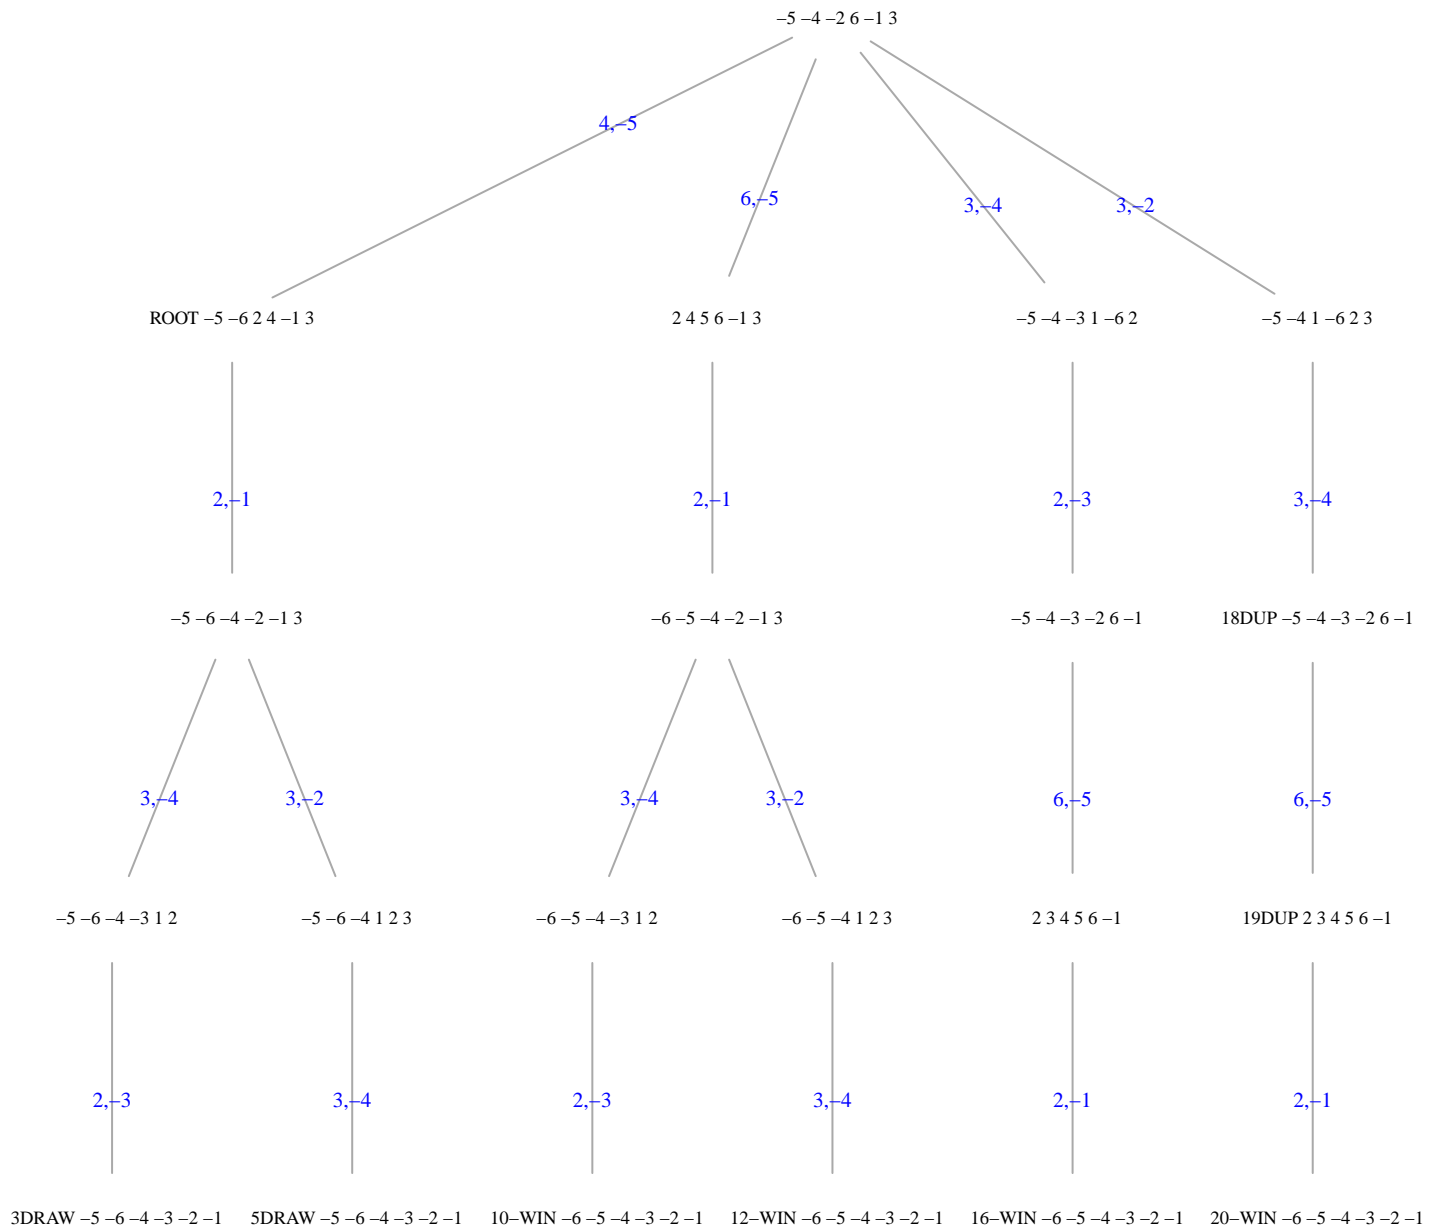 –5 –4 –2 6 –1 3
4,–5
6,–5
3,–4
3,–2
ROOT –5 –6 2 4 –1 3
2 4 5 6 –1 3
–5 –4 –3 1 –6 2
–5 –4 1 –6 2 3
2,–1
2,–1
2,–3
3,–4
–5 –6 –4 –2 –1 3
–6 –5 –4 –2 –1 3
–5 –4 –3 –2 6 –1
18DUP –5 –4 –3 –2 6 –1
3,–4
3,–2
3,–4
3,–2
6,–5
6,–5
–5 –6 –4 –3 1 2
–5 –6 –4 1 2 3
–6 –5 –4 –3 1 2
–6 –5 –4 1 2 3
2 3 4 5 6 –1
19DUP 2 3 4 5 6 –1
2,–3
3,–4
2,–3
3,–4
2,–1
2,–1
3DRAW –5 –6 –4 –3 –2 –1
5DRAW –5 –6 –4 –3 –2 –1
10–WIN –6 –5 –4 –3 –2 –1
12–WIN –6 –5 –4 –3 –2 –1
16–WIN –6 –5 –4 –3 –2 –1
20–WIN –6 –5 –4 –3 –2 –1